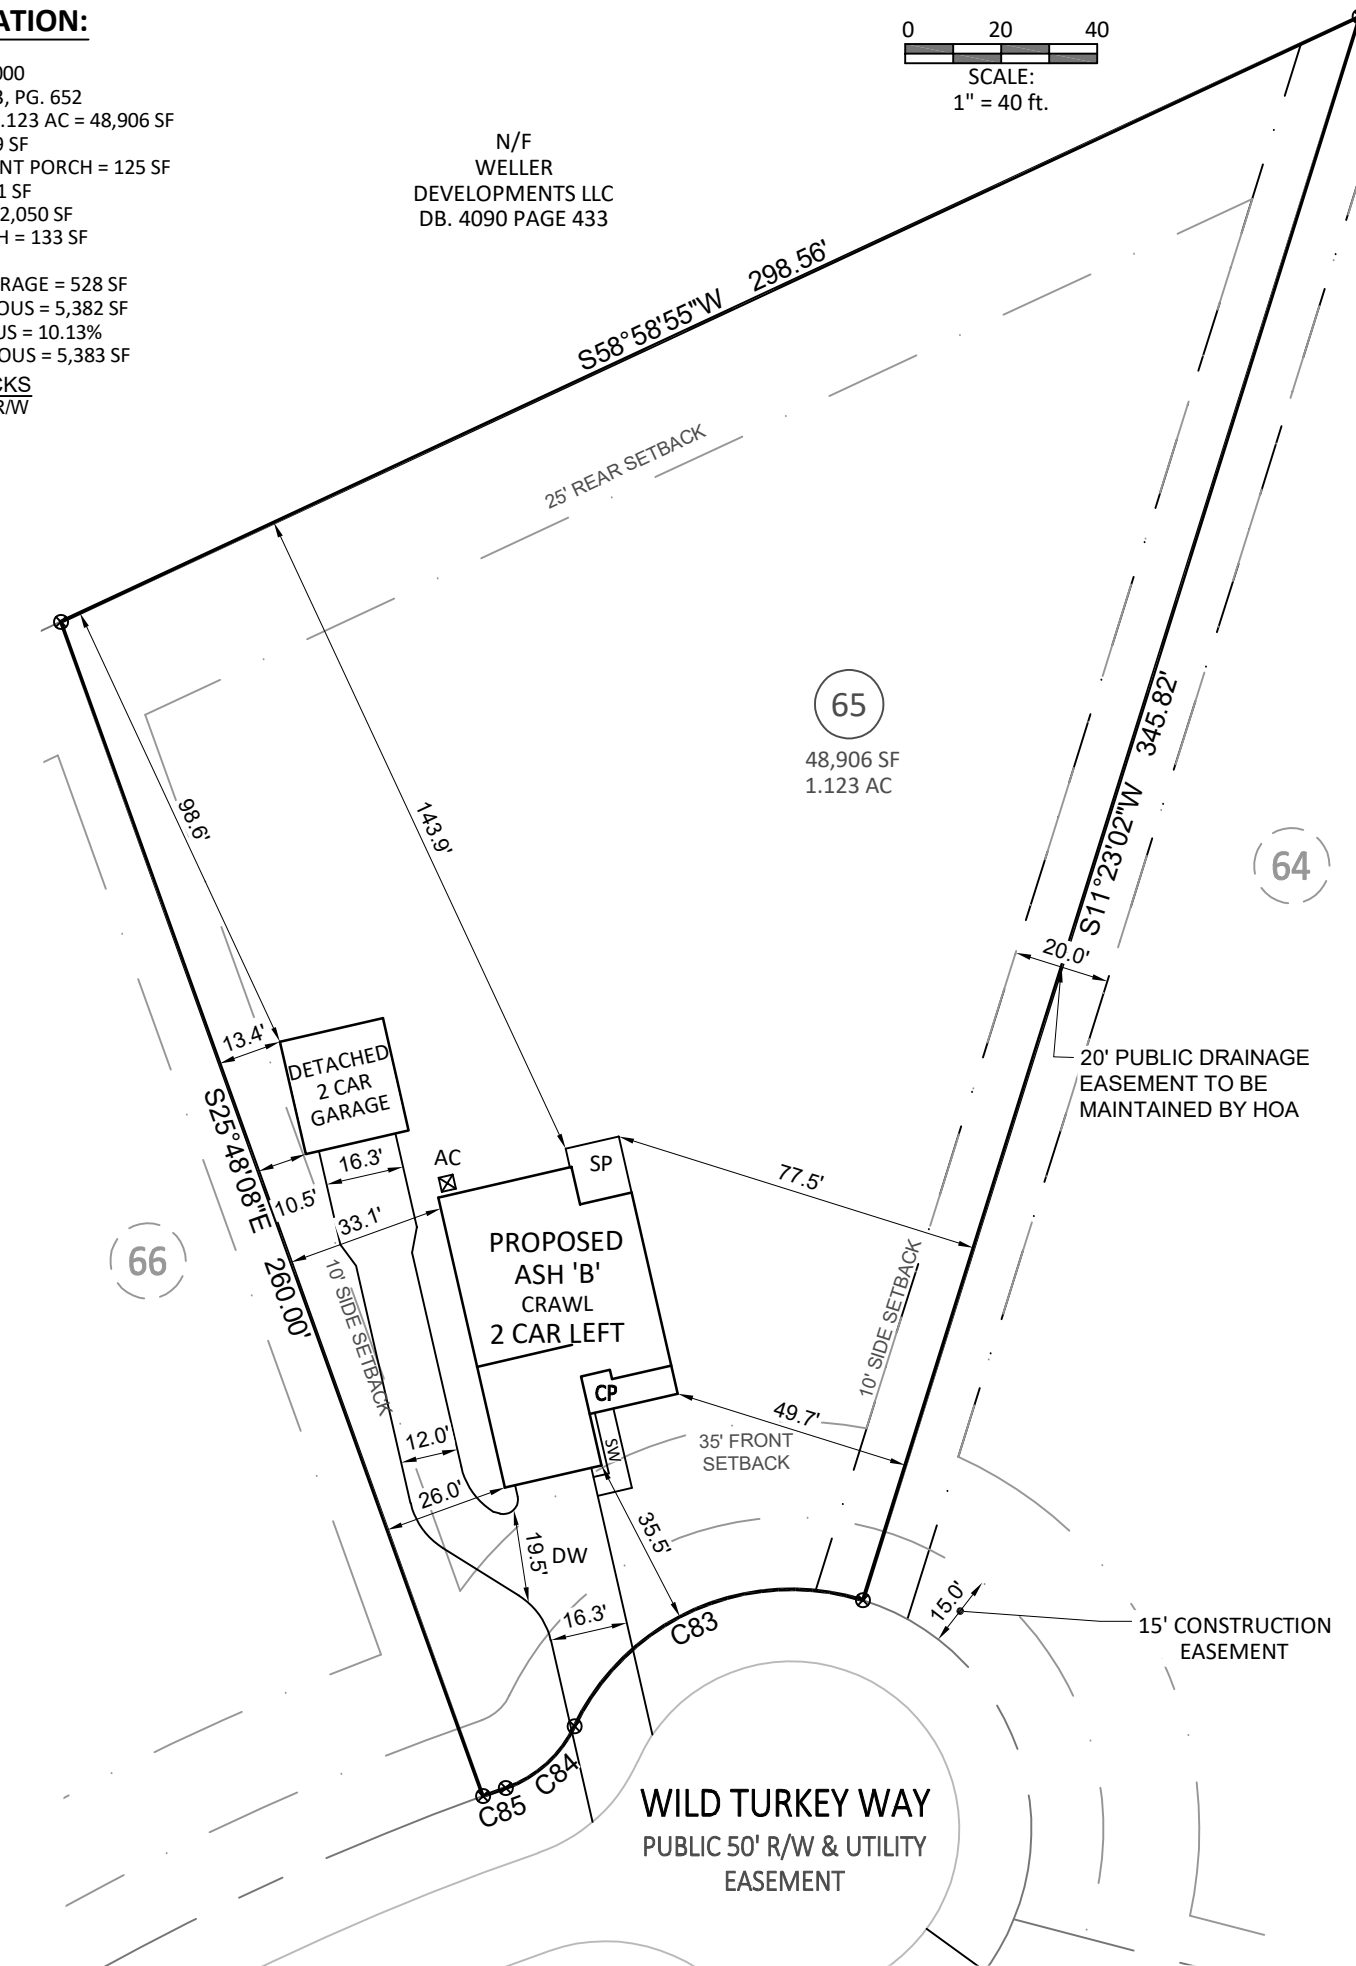 ATION:
000
3, PG. 652
.123 AC = 48,906 SF
9 SF
NT PORCH = 125 SF
1 SF
2,050 SF
H = 133 SF
RAGE = 528 SF
OUS = 5,382 SF
US = 10.13%
OUS = 5,383 SF
CKS
R/W
N/F
WELLER
DEVELOPMENTS LLC
DB. 4090 PAGE 433
0 20 40
SCALE:
1" = 40 ft.
S58°58'55"W 298.56'
25' REAR SETBACK
98.6'
143.9'
65
48,906 SF
1.123 AC
S11°23'02"W 345.82'
64
20.0'
20' PUBLIC DRAINAGE
EASEMENT TO BE
MAINTAINED BY HOA
13.4'
DETACHED
2 CAR
GARAGE
S25°48'08"E 260.00'
10.5'
16.3'
AC
33.1'
SP
77.5'
66
PROPOSED
ASH 'B'
CRAWL
2 CAR LEFT
10' SIDE SETBACK
10' SIDE SETBACK
CP
SW
49.7'
35' FRONT
SETBACK
12.0'
26.0'
19.5'
DW
35.5'
16.3'
C83
15.0'
15' CONSTRUCTION
EASEMENT
C84
C85
WILD TURKEY WAY
PUBLIC 50' R/W & UTILITY
EASEMENT